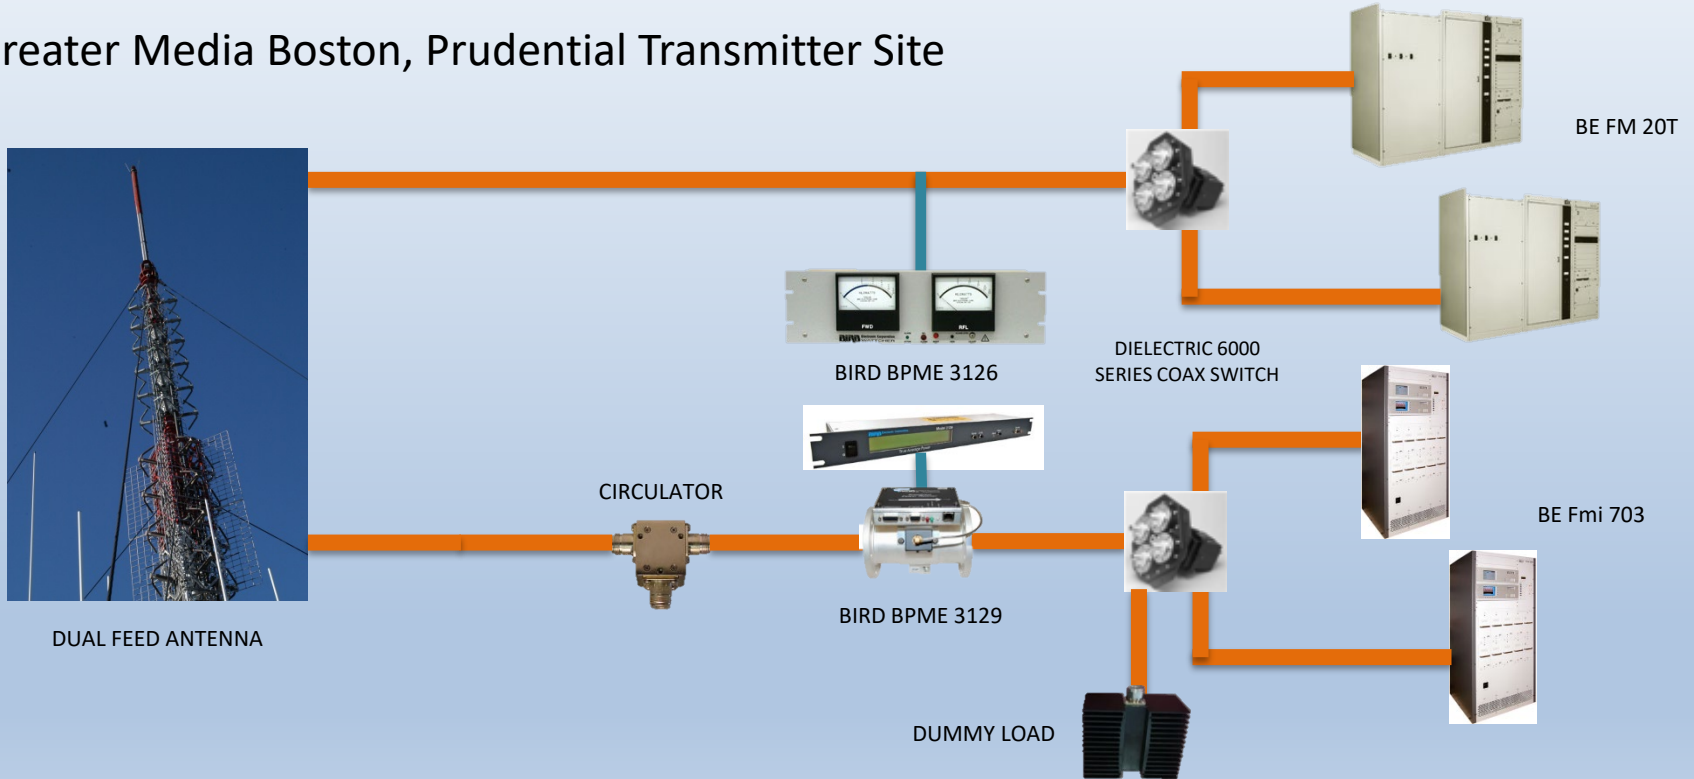 reater Media Boston, Prudential Transmitter Site
BE FM 20T
FWD
RFL
BIRD
BIRD BPME 3126
DIELECTRIC 6000
SERIES COAX SWITCH
CIRCULATOR
BIRD BPME 3129
BE Fmi 703
DUAL FEED ANTENNA
DUMMY LOAD